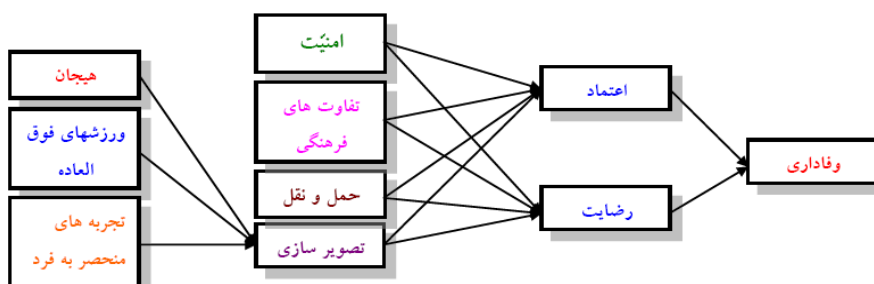 امنیّت
هیجان
اعتماد
تفاوت های
فرهنگی
ورزشهای فوق
العاده
وفاداری
حمل و نقل
رضایت
تجربه های
منحصر به فرد
تصویر سازی